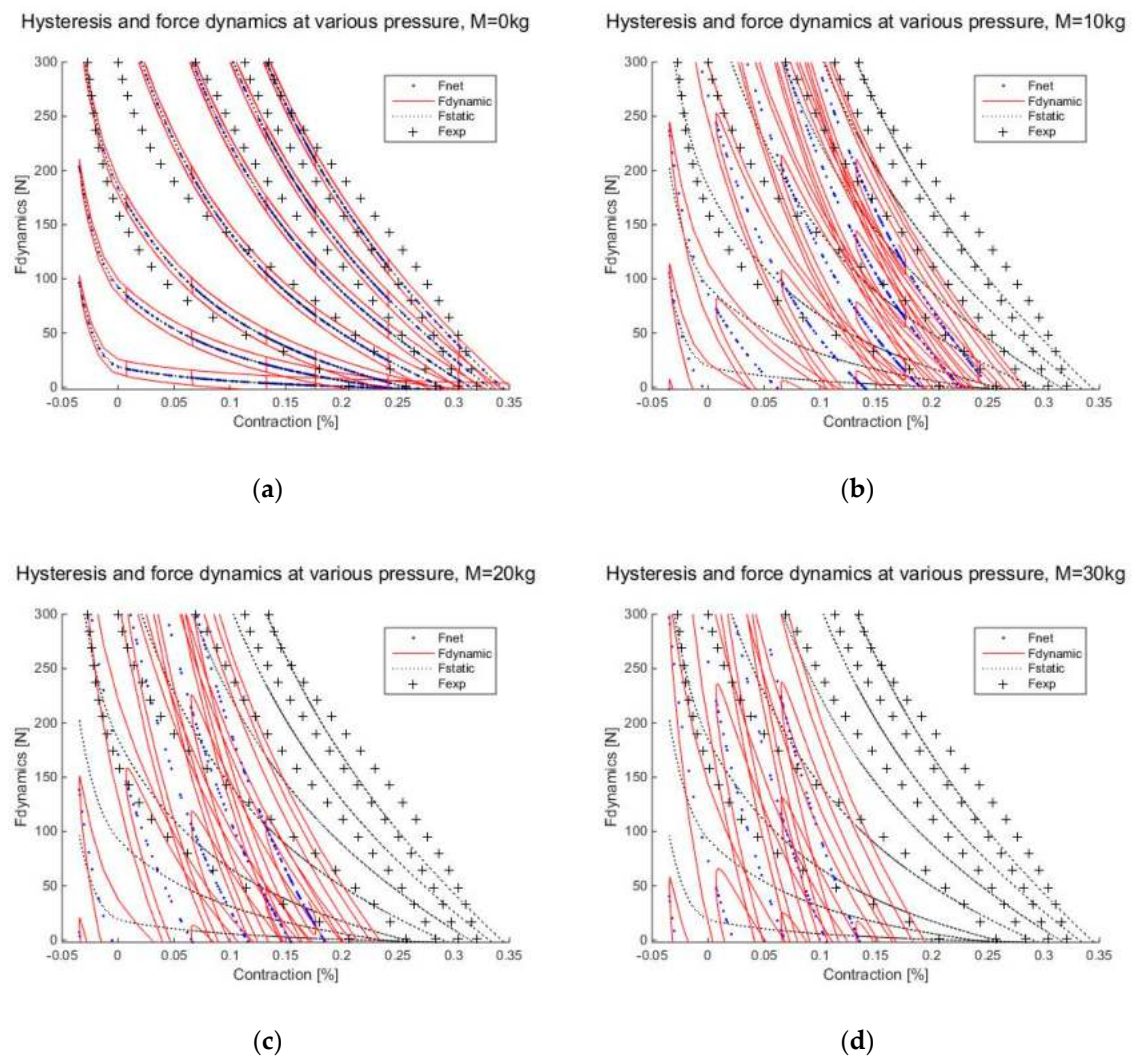 Hysteresis and force dynamics at various pressure, M=0kg
300
250
200
150
100
50
0
Fdynamics [N]
Fnet
Fdynamic
Fstatic
Fexp
-0.05 0 0.05 0.1 0.15 0.2 0.25 0.3 0.35
Contraction [%]
(a)
Hysteresis and force dynamics at various pressure, M=10kg
300
250
200
150
100
50
0
Fdynamics [N]
Fnet
Fdynamic
Fstatic
Fexp
-0.05 0 0.05 0.1 0.15 0.2 0.25 0.3 0.35
Contraction [%]
(b)
Hysteresis and force dynamics at various pressure, M=20kg
300
250
200
150
100
50
0
Fdynamics [N]
Fnet
Fdynamic
Fstatic
Fexp
-0.05 0 0.05 0.1 0.15 0.2 0.25 0.3 0.35
Contraction [%]
(c)
Hysteresis and force dynamics at various pressure, M=30kg
300
250
200
150
100
50
0
Fdynamics [N]
Fnet
Fdynamic
Fstatic
Fexp
-0.05 0 0.05 0.1 0.15 0.2 0.25 0.3 0.35
Contraction [%]
(d)